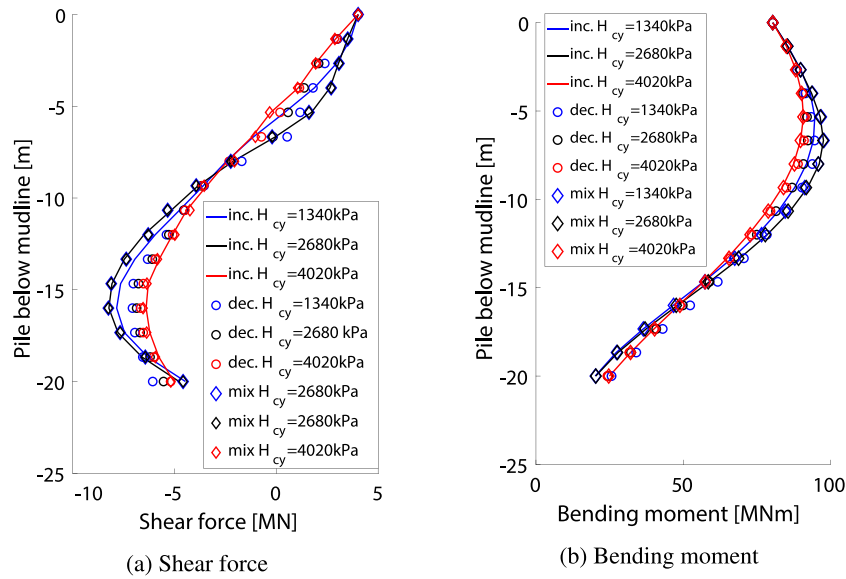 0
-5
-10
-15
-20
-25
-10
-5
0
5
Pile below mudline [m]
Shear force [MN]
inc. H cy=1340kPa
inc. H cy=2680kPa
inc. H cy=4020kPa
dec. H cy=1340kPa
dec. H cy=2680 kPa
dec. H cy=4020kPa
mix H cy=2680kPa
mix H cy=2680kPa
mix H cy=4020kPa
(a) Shear force
0
-5
-10
-15
-20
-25
0
50
100
Pile below mudline [m]
Bending moment [MNm]
inc. H cy=1340kPa
inc. H cy=2680kPa
inc. H cy=4020kPa
dec. H cy=1340kPa
dec. H cy=2680kPa
dec. H cy=4020kPa
mix H cy=1340kPa
mix H cy=2680kPa
mix H cy=4020kPa
(b) Bending moment